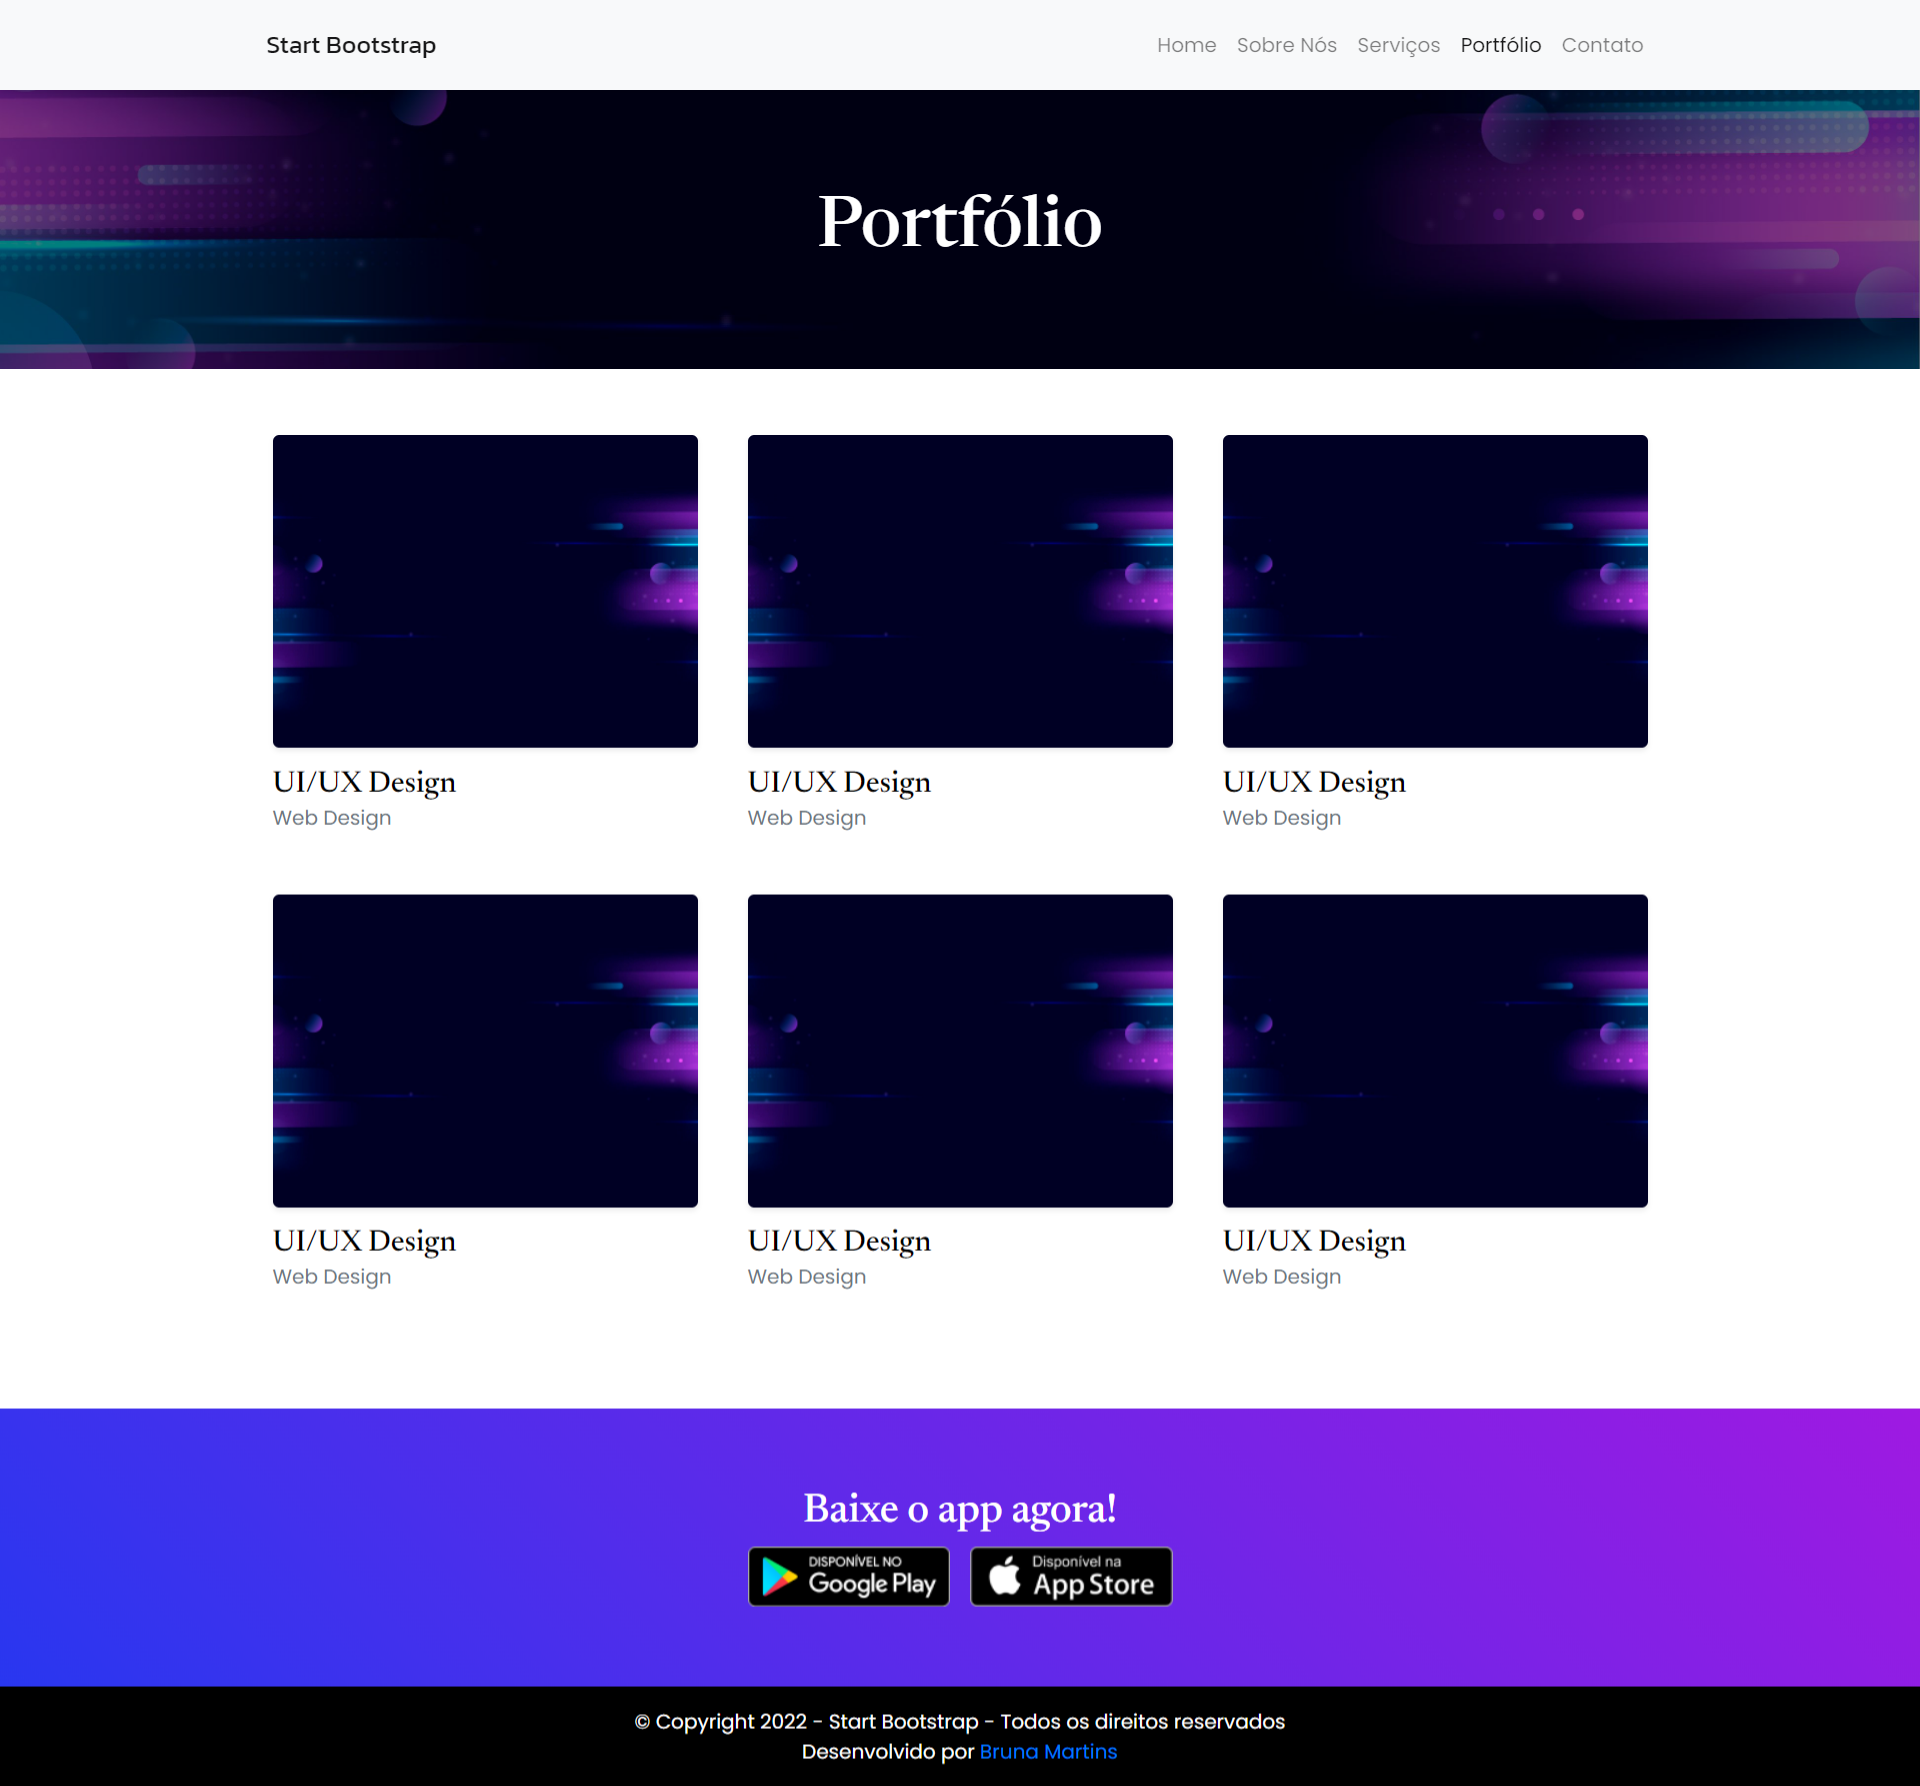 Start Bootstrap
Home Sobre Nós Serviços Portfólio Contato
Portfólio
UI/UX Design
Web Design
UI/UX Design
Web Design
UI/UX Design
Web Design
UI/UX Design
Web Design
UI/UX Design
Web Design
UI/UX Design
Web Design
Baixe o app agora!
DISPONÍVEL NO
Google Play
Disponível na
App Store
© Copyright 2022 - Start Bootstrap - Todos os direitos reservados
Desenvolvido por Bruna Martins